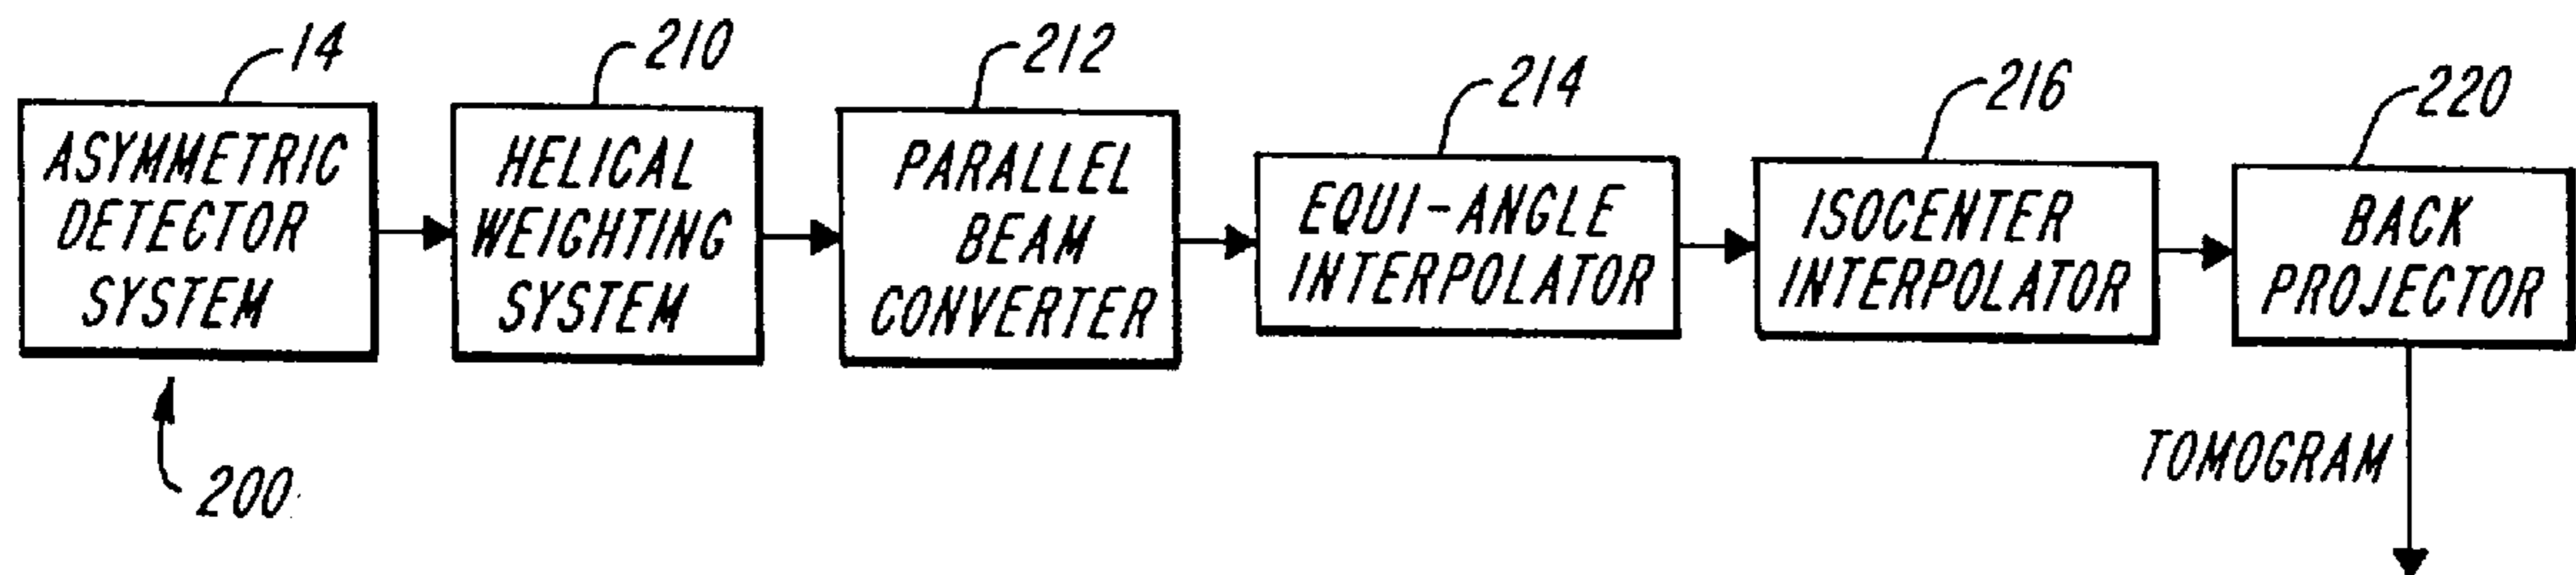 14
210
212
214
216
220
ASYMMETRIC
DETECTOR
SYSTEM
HELICAL
WEIGHTING
SYSTEM
PARALLEL
BEAM
CONVERTER
EQUI-ANGLE
INTERPOLATOR
ISOCENTER
INTERPOLATOR
BACK
PROJECTOR
TOMOGRAM
200